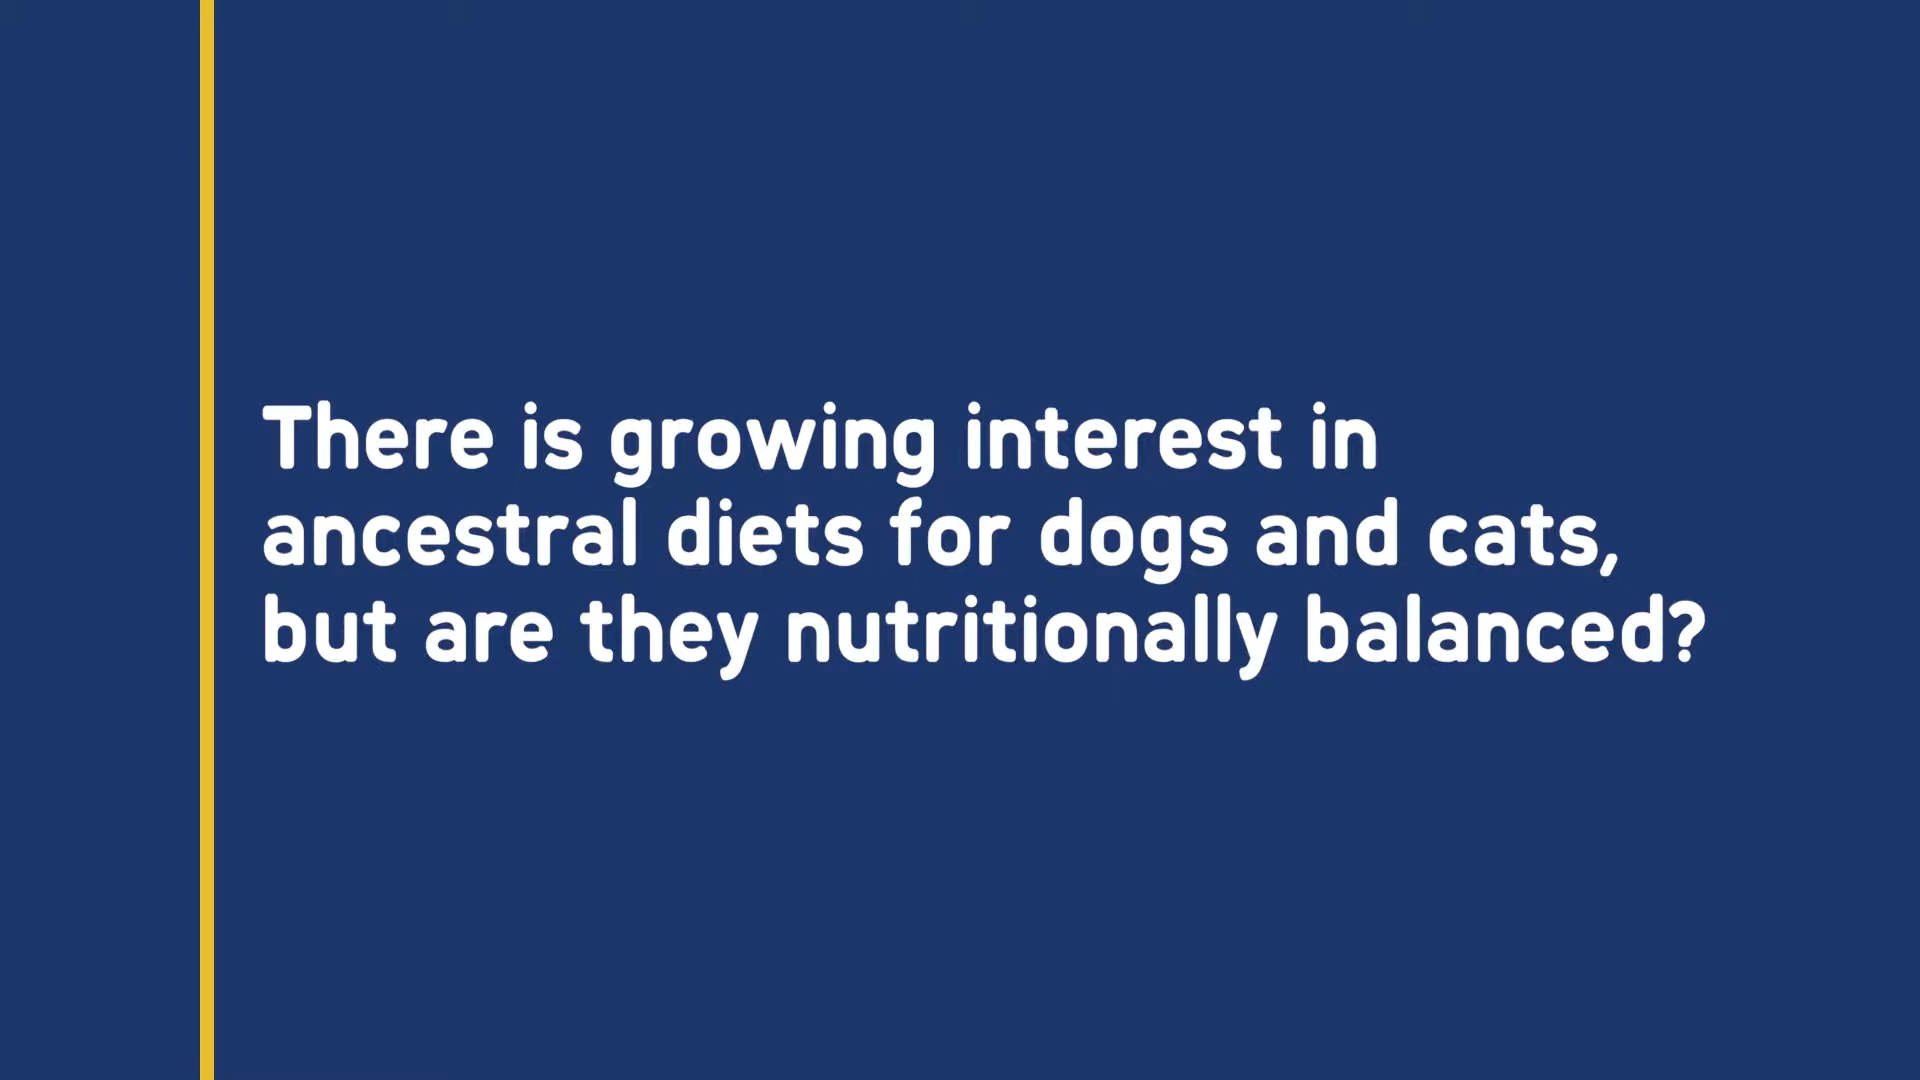 There is growing interest in
ancestral diets for dogs and cats,
but are they nutritionally balanced?